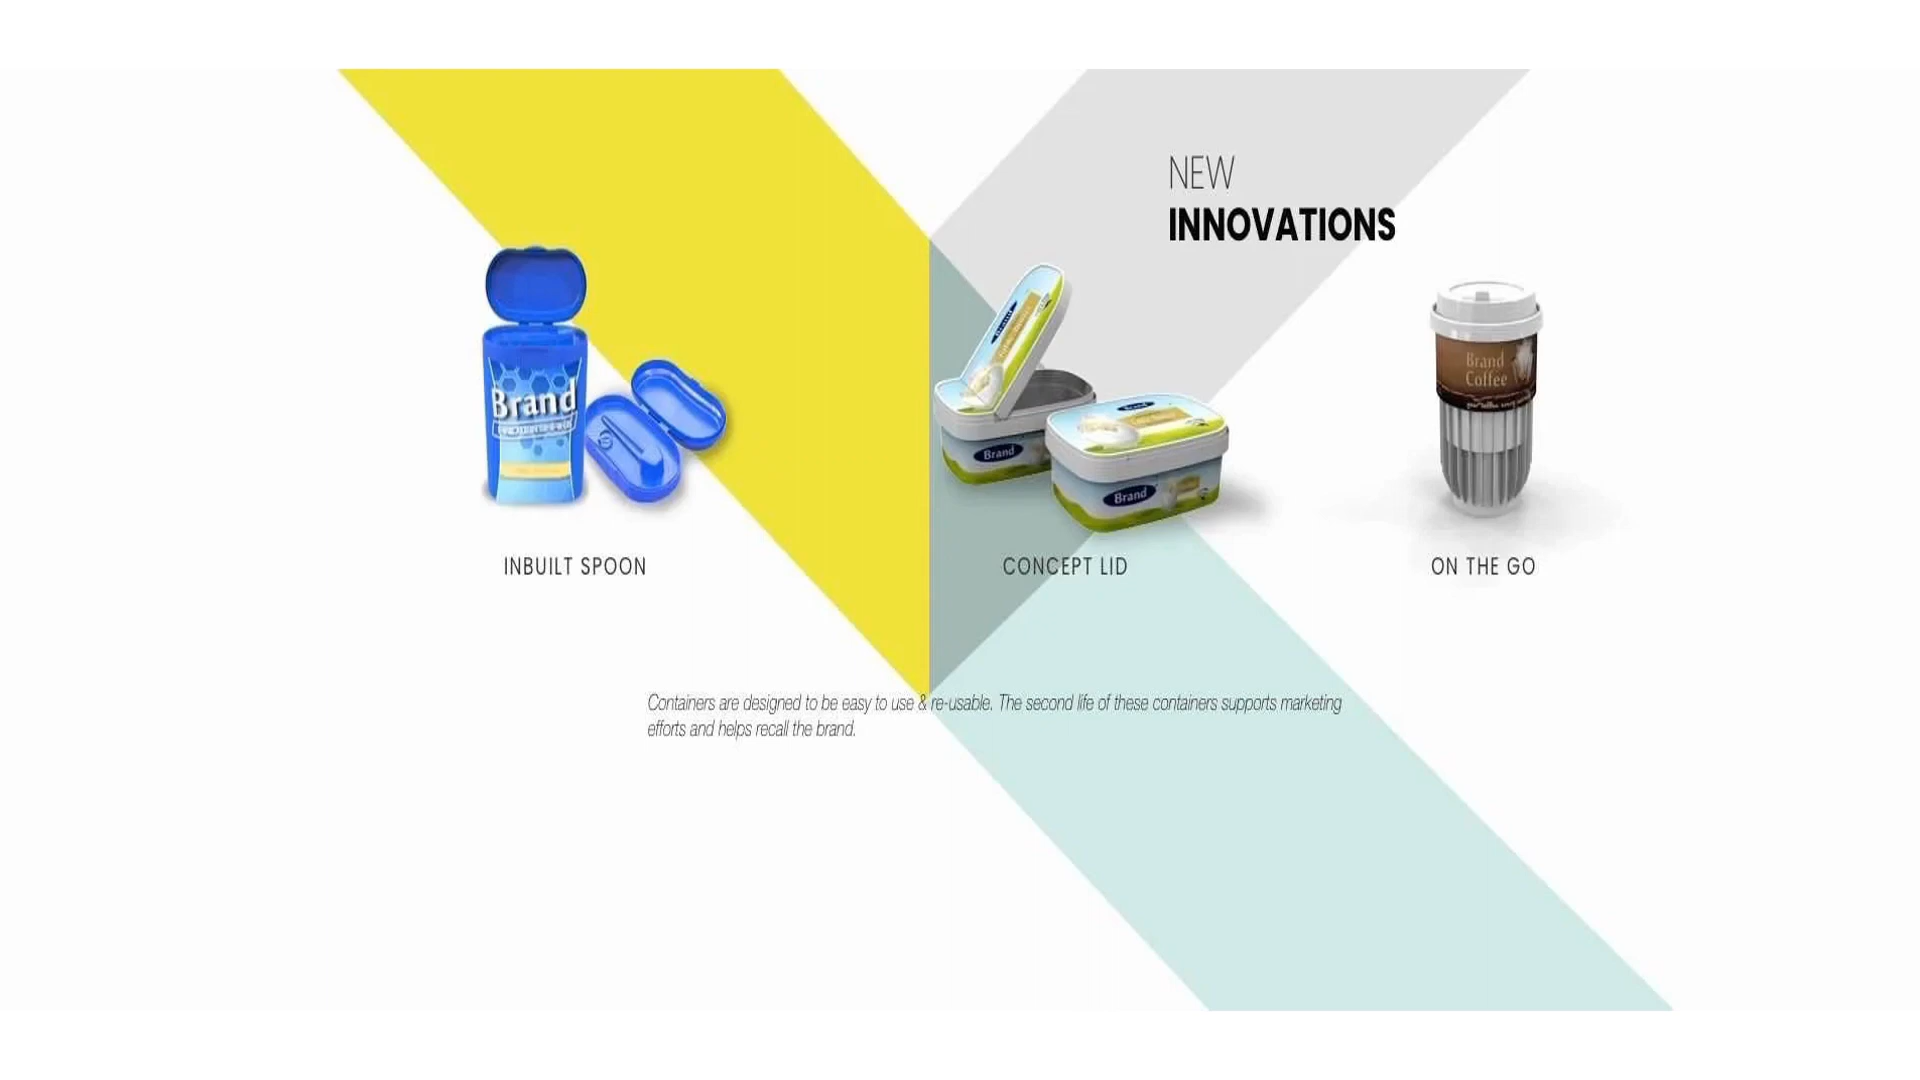 NEW
INNOVATIONS
Brand
Brand
Brand
Brand
Brand
Coffee
INBUILT SPOON
CONCEPT LID
ON THE GO
Containers are designed to be easy to use & re-usable. The second life of these containers supports marketing
efforts and helps recall the brand.